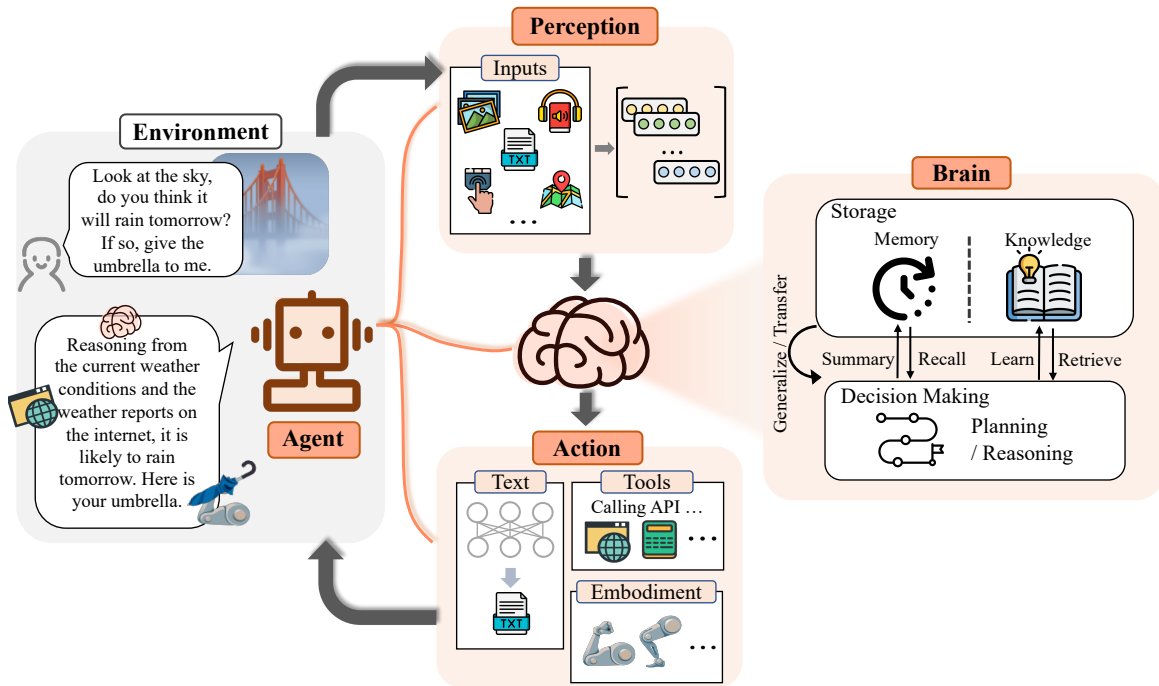 Perception
Inputs
TXT
...
...
Environment
Look at the sky,
do you think it
will rain tomorrow?
If so, give the
umbrella to me.
Reasoning from
the current weather
conditions and the
weather reports on
the internet, it is
likely to rain
tomorrow. Here is
your umbrella.
Agent
Action
Text
TXT
Tools
Calling API ...
...
Embodiment
...
Brain
Storage
Memory
Knowledge
Generalize / Transfer
Summary
Recall
Learn
Retrieve
Decision Making
Planning
/ Reasoning